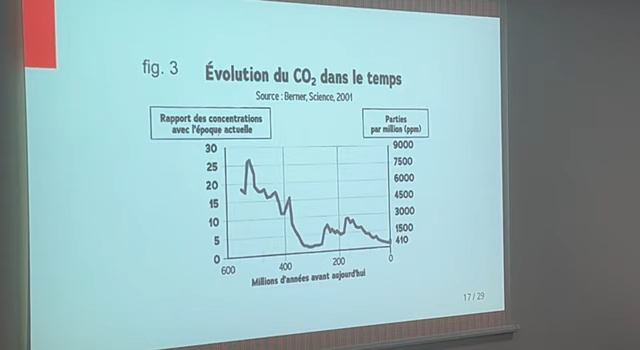 fig. 3
Évolution du CO₂ dans le temps
Source : Berner, Science, 2001
Rapport des concentrations
avec l'époque actuelle
Parties
par million (ppm)
30
25
20
15
10
5
0
9000
7500
6000
4500
3000
1500
410
600
400
200
0
Millions d'années avant aujourd'hui
17 / 29